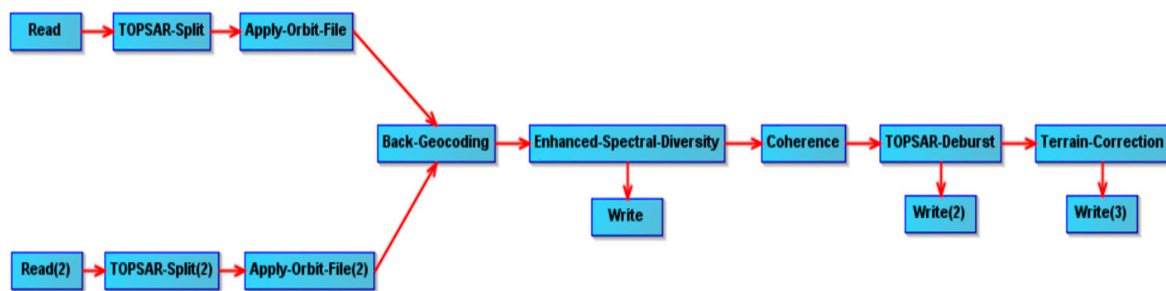 Read
TOPSAR-Split
Apply-Orbit-File
Back-Geocoding
Enhanced-Spectral-Diversity
Coherence
TOPSAR-Deburst
Terrain-Correction
Write
Write(2)
Write(3)
Read(2)
TOPSAR-Split(2)
Apply-Orbit-File(2)